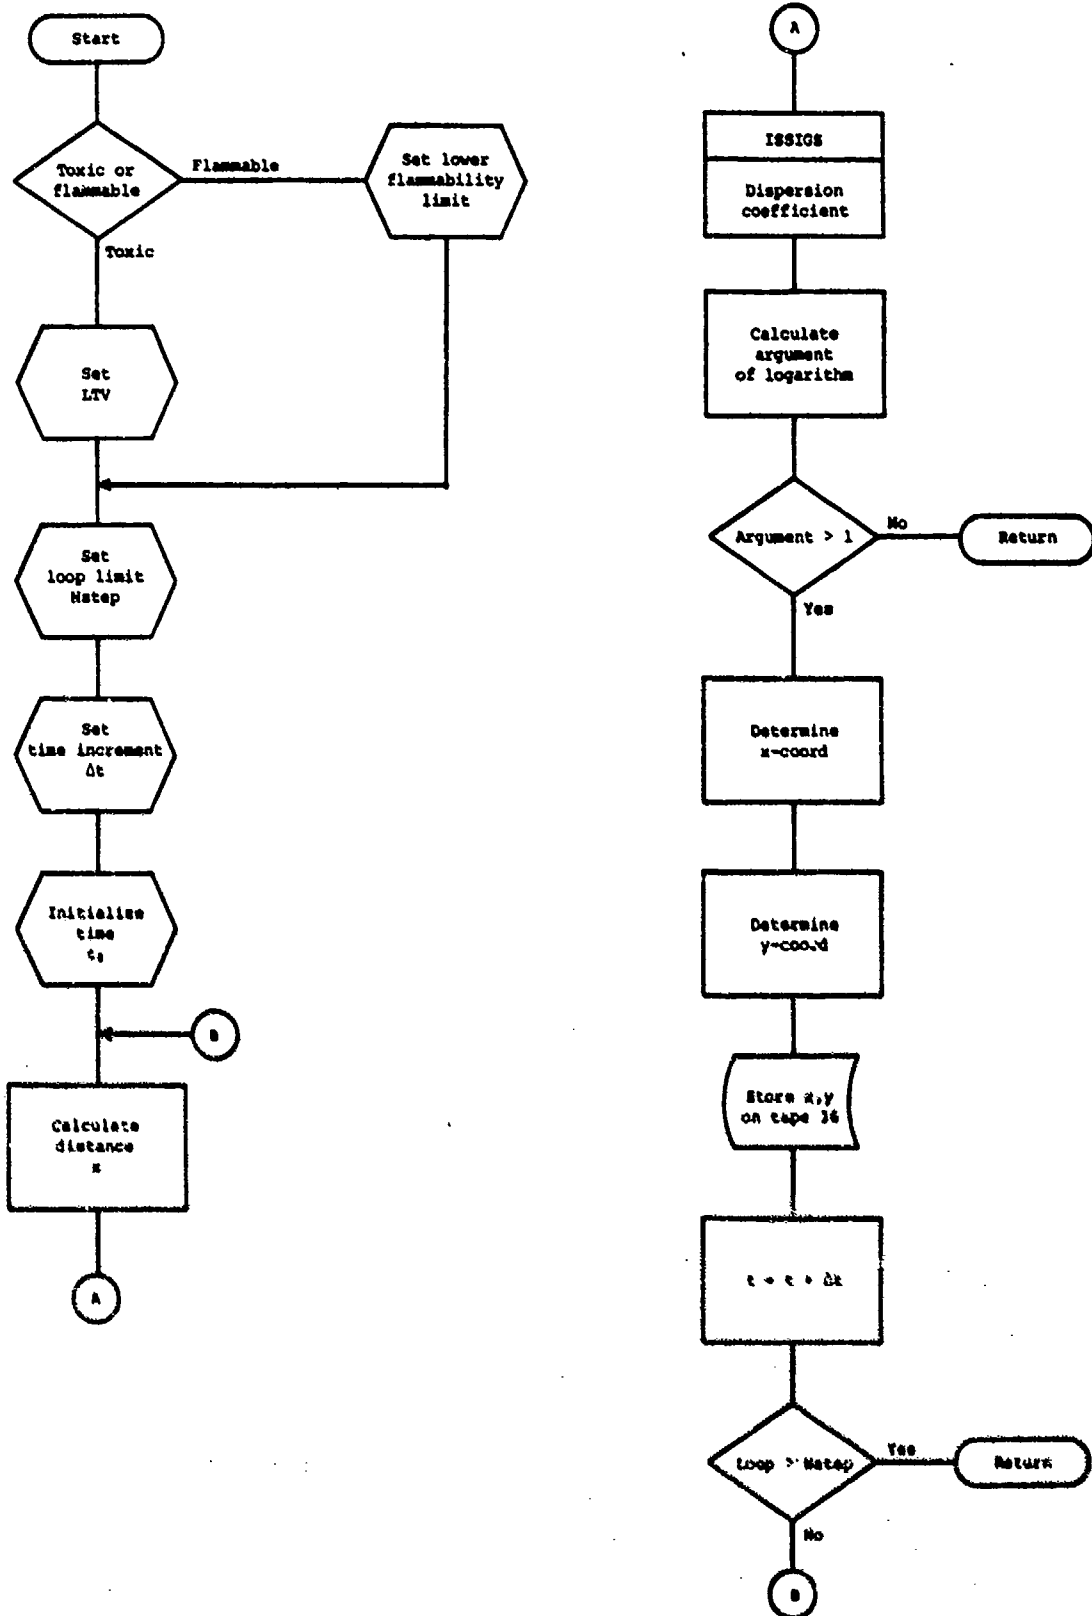 Start
Toxic or
flammable
Flammable
Set lower
flammability
limit
Toxic
Set
LTV
Set
loop limit
Nstep
Set
time increment
Δt
Initialize
time
B
Calculate
distance
x
A
A
ISSIGS
Dispersion
coefficient
Calculate
argument
of logarithm
Argument > 1
No
Return
Yes
Determine
x-coord
Determine
y-coord
Store x,y
on tape 16
t = t + Δt
Loop > Nstep
Yes
Return
No
B